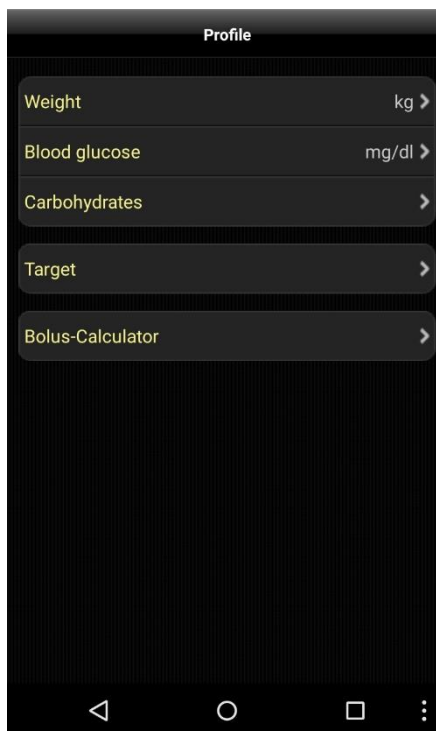 Profile
Weight kg
Blood glucose mg/dl
Carbohydrates
Target
Bolus-Calculator